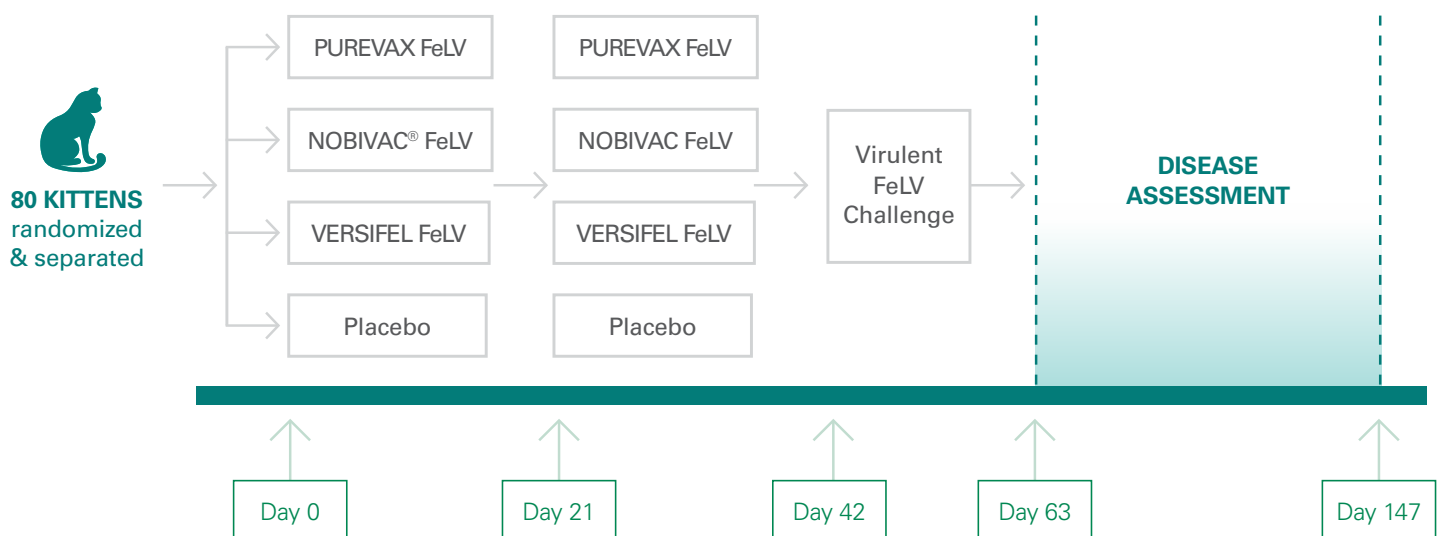 80 KITTENS
randomized
& separated
PUREVAX FeLV
NOBIVAC® FeLV
VERSIFEL FeLV
Placebo
PUREVAX FeLV
NOBIVAC FeLV
VERSIFEL FeLV
Placebo
Virulent
FeLV
Challenge
DISEASE
ASSESSMENT
Day 0
Day 21
Day 42
Day 63
Day 147